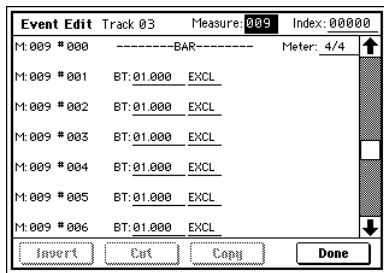 Event Edit Track 03 Measure: 009 Index: 00000
M: 009 #000 --------BAR-------- Meter: 4/4
M: 009 #001 BT: 01.000 EXCL
M: 009 #002 BT: 01.000 EXCL
M: 009 #003 BT: 01.000 EXCL
M: 009 #004 BT: 01.000 EXCL
M: 009 #005 BT: 01.000 EXCL
M: 009 #006 BT: 01.000 EXCL
Insert Cut Copy Done